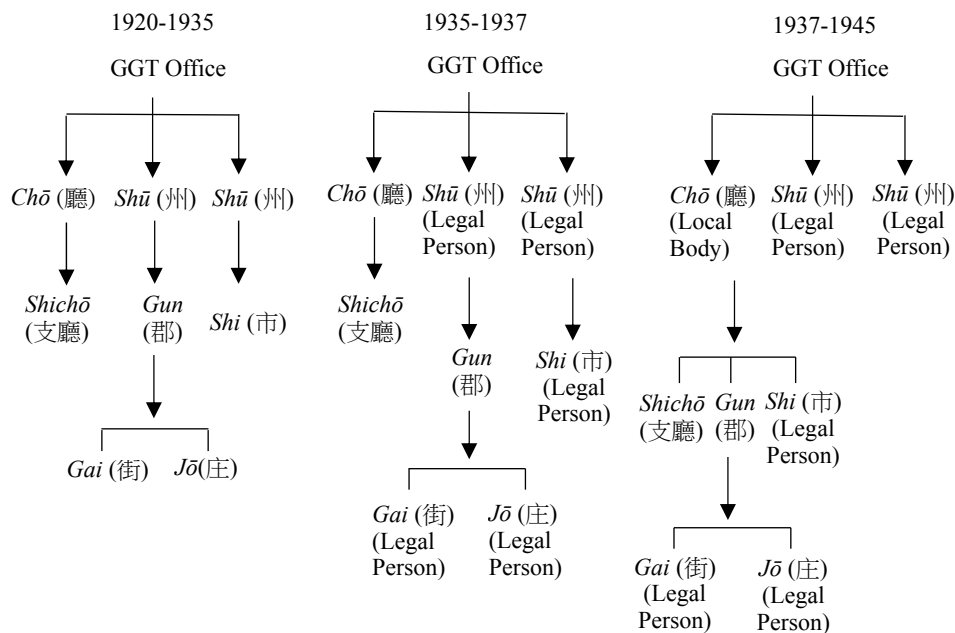 1920-1935
GGT Office
Chō (廳) Shū (州) Shū (州)
Shichō
(支廳)
Gun
(郡)
Shi (市)
Gai (街) Jō(庄)
1935-1937
GGT Office
Chō (廳)
Shū (州)
(Legal
Person)
Shū (州)
(Legal
Person)
Shichō
(支廳)
Gun
(郡)
Shi (市)
(Legal
Person)
Gai (街)
(Legal
Person)
Jō (庄)
(Legal
Person)
1937-1945
GGT Office
Chō (廳)
(Local
Body)
Shū (州)
(Legal
Person)
Shū (州)
(Legal
Person)
Shichō
(支廳)
Gun
(郡)
Shi (市)
(Legal
Person)
Gai (街)
(Legal
Person)
Jō (庄)
(Legal
Person)